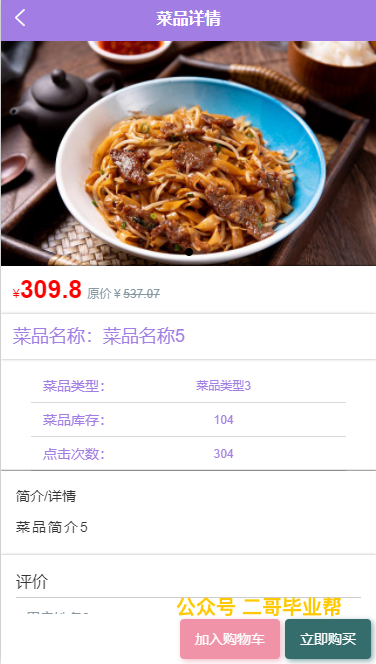 菜品详情
¥309.8 原价￥537.07
菜品名称：菜品名称5
菜品类型： 菜品类型3
菜品库存： 104
点击次数： 304
简介/详情
菜品简介5
评价
公众号 二哥毕业帮
加入购物车 立即购买